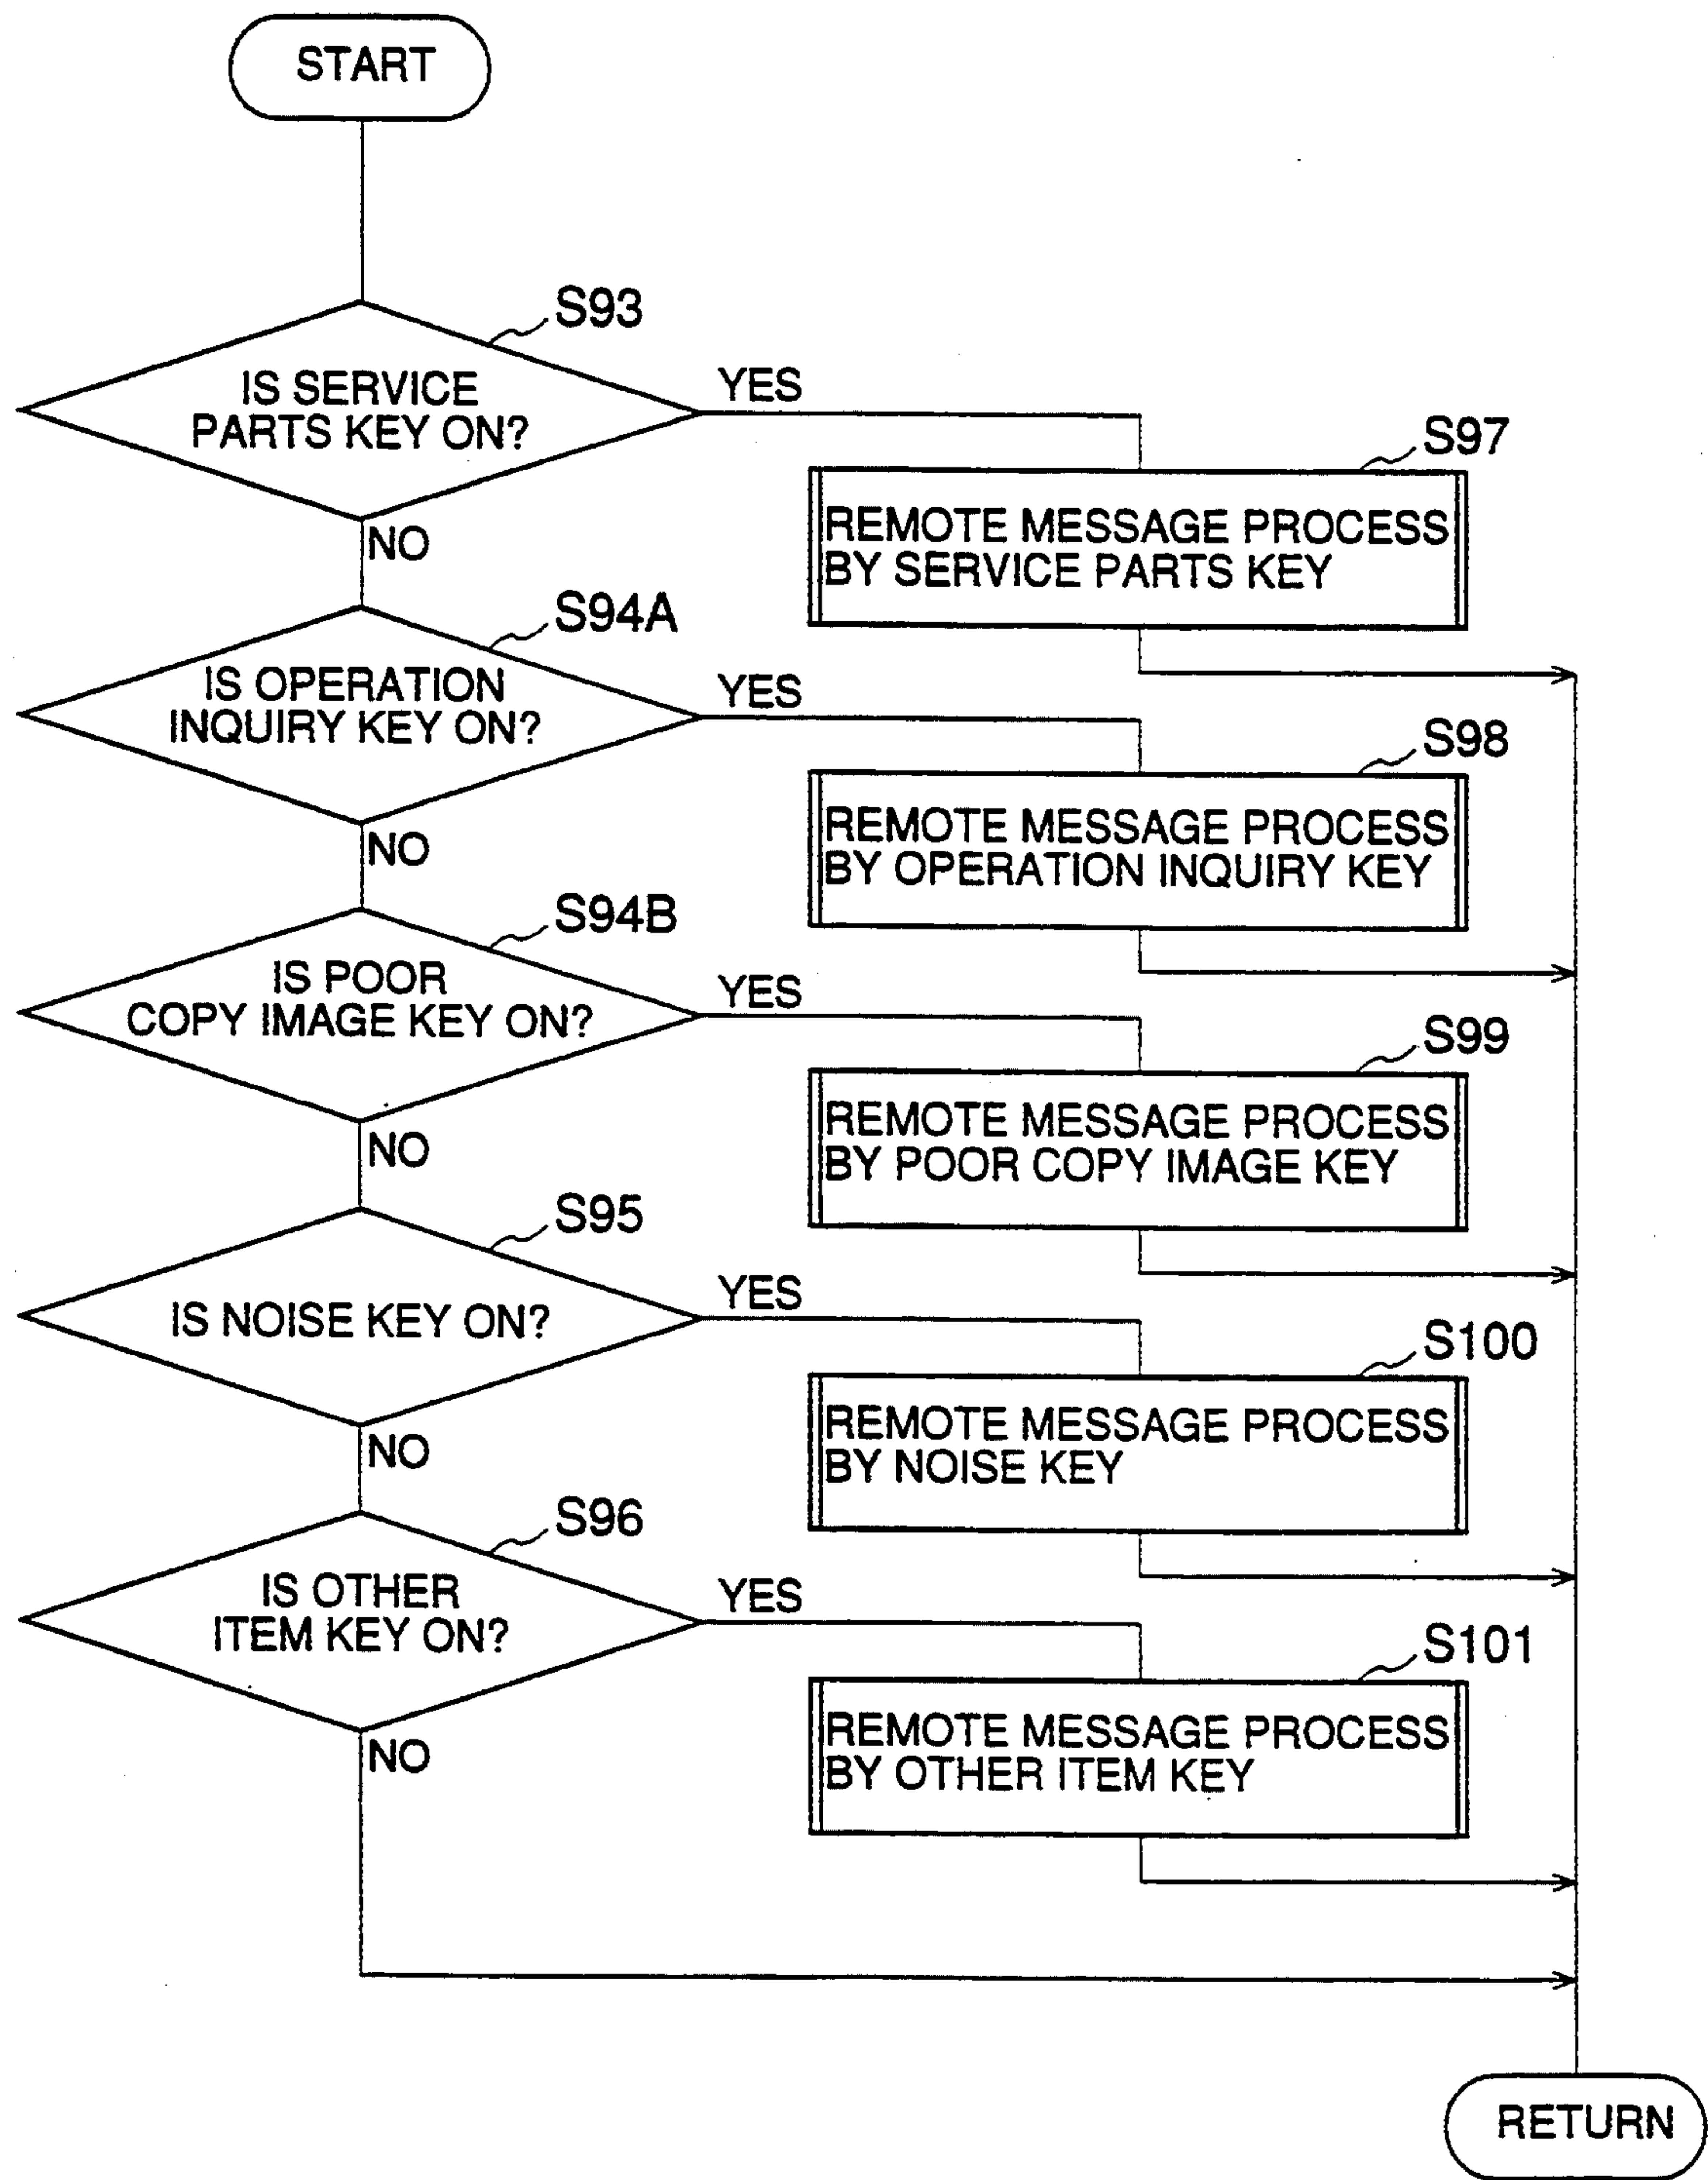 START
S93
IS SERVICE
PARTS KEY ON?
YES
NO
S97
REMOTE MESSAGE PROCESS
BY SERVICE PARTS KEY
S94A
IS OPERATION
INQUIRY KEY ON?
YES
NO
S98
REMOTE MESSAGE PROCESS
BY OPERATION INQUIRY KEY
S94B
IS POOR
COPY IMAGE KEY ON?
YES
NO
S99
REMOTE MESSAGE PROCESS
BY POOR COPY IMAGE KEY
S95
IS NOISE KEY ON?
YES
NO
S100
REMOTE MESSAGE PROCESS
BY NOISE KEY
S96
IS OTHER
ITEM KEY ON?
YES
NO
S101
REMOTE MESSAGE PROCESS
BY OTHER ITEM KEY
RETURN